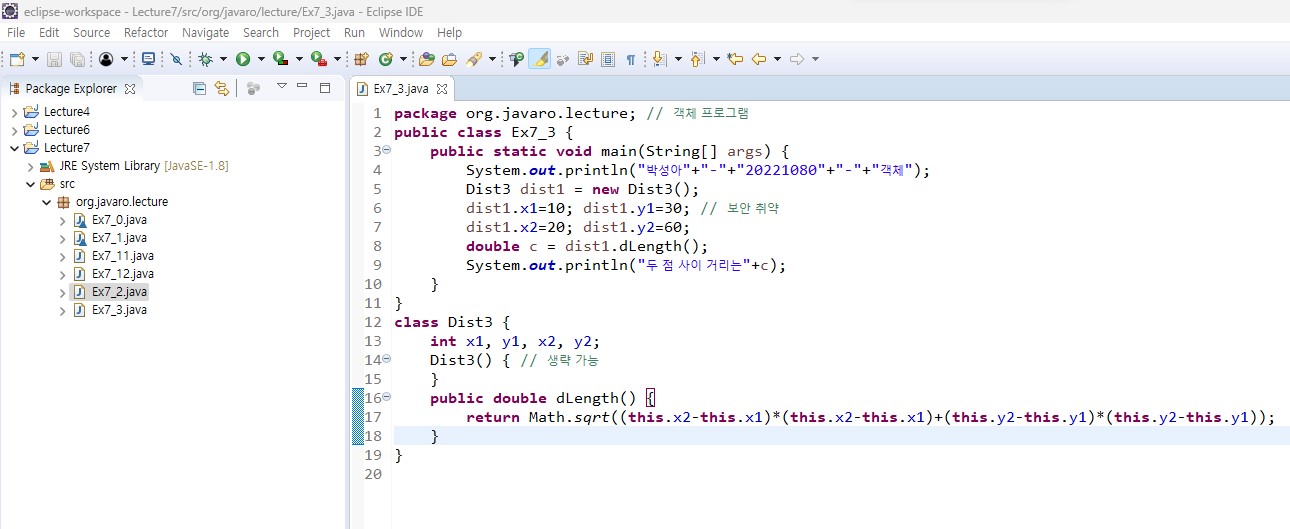 eclipse-workspace - Lecture7/src/org/javaro/lecture/Ex7_3.java - Eclipse IDE
File Edit Source Refactor Navigate Search Project Run Window Help
Package Explorer
Lecture4
Lecture6
Lecture7
JRE System Library [JavaSE-1.8]
src
org.javaro.lecture
Ex7_0.java
Ex7_1.java
Ex7_11.java
Ex7_12.java
Ex7_2.java
Ex7_3.java
Ex7_3.java
1 package org.javaro.lecture; // 객체 프로그램
2 public class Ex7_3 {
3     public static void main(String[] args) {
4         System.out.println("박성아"+"-"+"20221080"+"-"+"객체");
5         Dist3 dist1 = new Dist3();
6         dist1.x1=10; dist1.y1=30; // 보안 취약
7         dist1.x2=20; dist1.y2=60;
8         double c = dist1.dLength();
9         System.out.println("두 점 사이 거리는"+c);
10     }
11 }
12 class Dist3 {
13     int x1, y1, x2, y2;
14     Dist3() { // 생략 가능
15     }
16     public double dLength() {
17         return Math.sqrt((this.x2-this.x1)*(this.x2-this.x1)+(this.y2-this.y1)*(this.y2-this.y1));
18     }
19 }
20